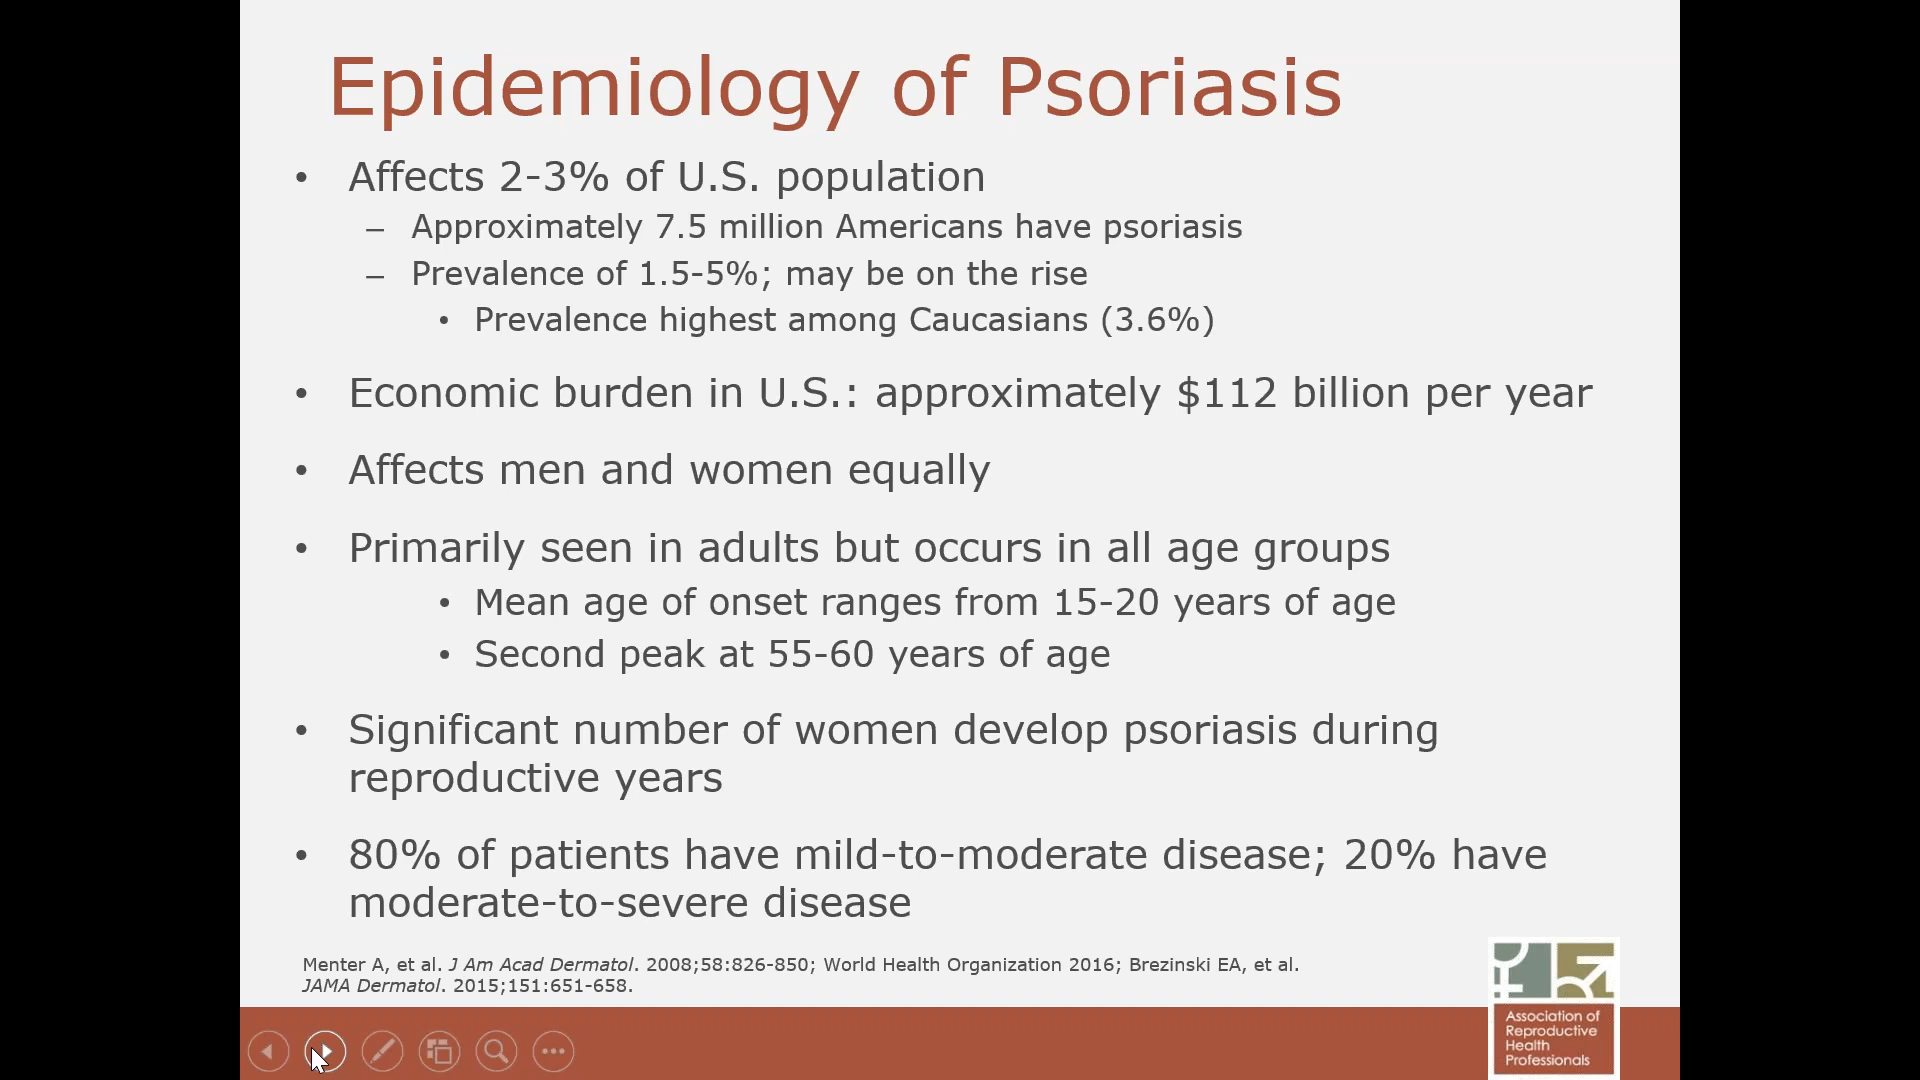 Epidemiology of Psoriasis
• Affects 2-3% of U.S. population
– Approximately 7.5 million Americans have psoriasis
– Prevalence of 1.5-5%; may be on the rise
• Prevalence highest among Caucasians (3.6%)
• Economic burden in U.S.: approximately $112 billion per year
• Affects men and women equally
• Primarily seen in adults but occurs in all age groups
• Mean age of onset ranges from 15-20 years of age
• Second peak at 55-60 years of age
• Significant number of women develop psoriasis during
reproductive years
• 80% of patients have mild-to-moderate disease; 20% have
moderate-to-severe disease
Menter A, et al. J Am Acad Dermatol. 2008;58:826-850; World Health Organization 2016; Brezinski EA, et al.
JAMA Dermatol. 2015;151:651-658.
Association of
Reproductive
Health
Professionals